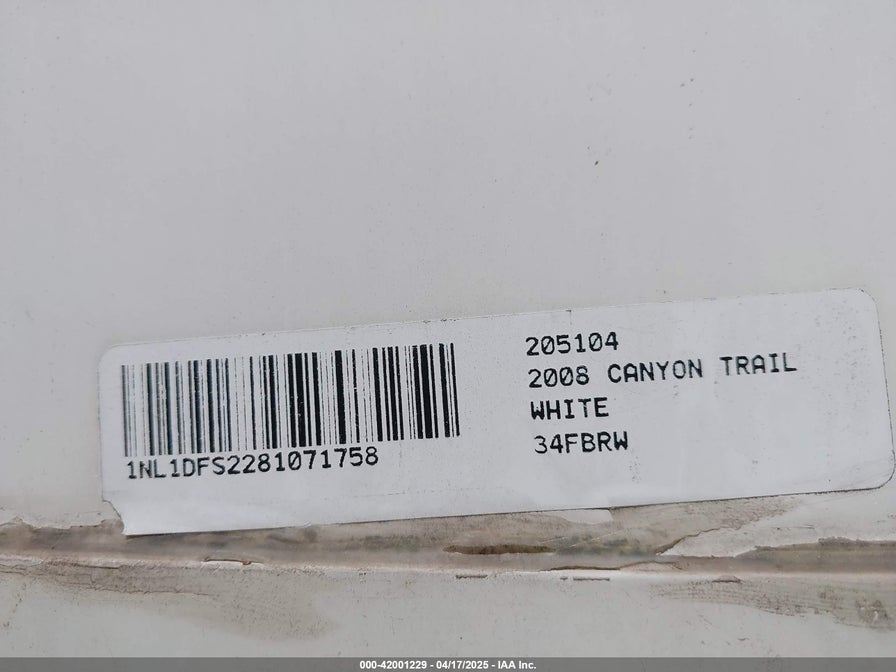 1NL1DFS2281071758
205104
2008 CANYON TRAIL
WHITE
34FBRW
000-42001229 - 04/17/2025 - IAA Inc.